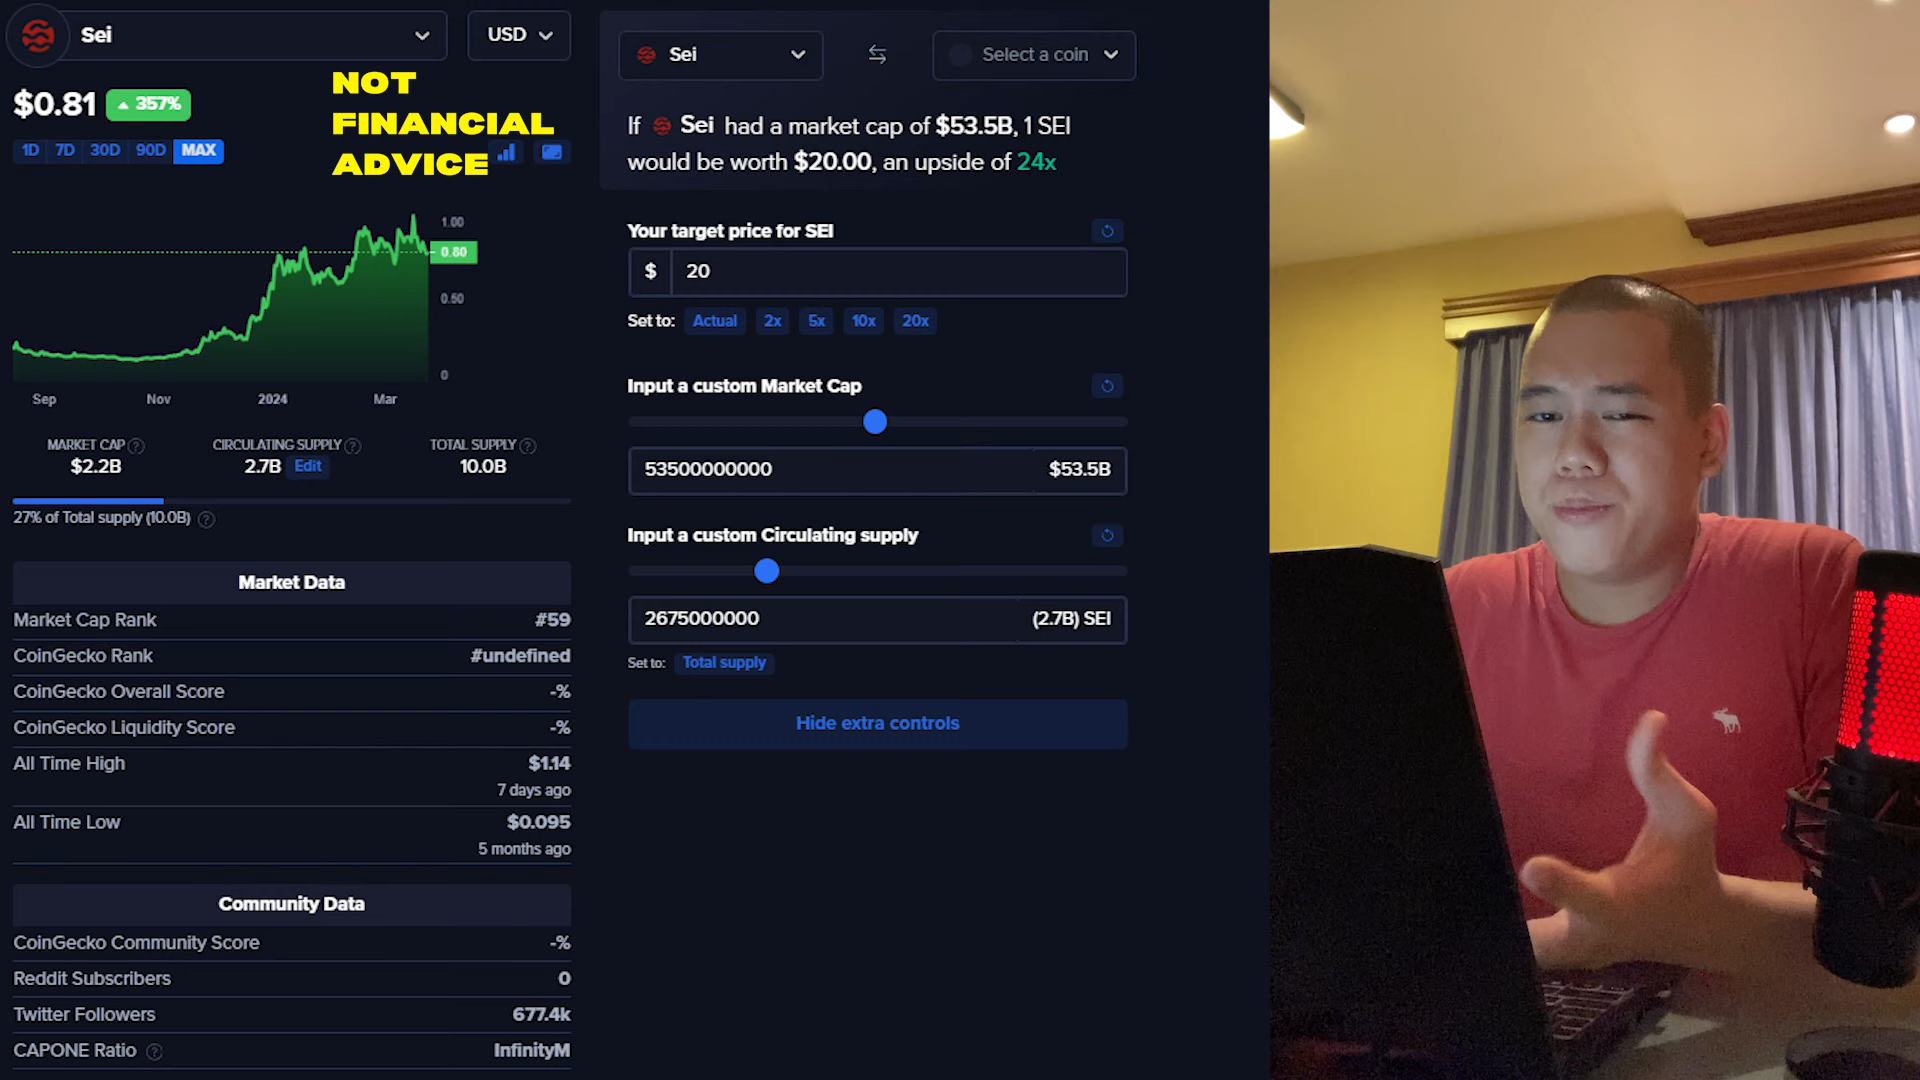 Sei
USD
$0.81
357%
NOT
FINANCIAL
ADVICE
1D 7D 30D 90D MAX
1.00
0.80
0.50
0
Sep Nov 2024 Mar
MARKET CAP ? CIRCULATING SUPPLY ? TOTAL SUPPLY ?
$2.2B 2.7B Edit 10.0B
27% of Total supply (10.0B) ?
Market Data
Market Cap Rank #59
CoinGecko Rank #undefined
CoinGecko Overall Score -%
CoinGecko Liquidity Score -%
All Time High $1.14
7 days ago
All Time Low $0.095
5 months ago
Community Data
CoinGecko Community Score -%
Reddit Subscribers 0
Twitter Followers 677.4k
CAPONE Ratio ? InfinityM
Sei Select a coin
If Sei had a market cap of $53.5B, 1 SEI
would be worth $20.00, an upside of 24x
Your target price for SEI
$ 20
Set to: Actual 2x 5x 10x 20x
Input a custom Market Cap
53500000000 $53.5B
Input a custom Circulating supply
2675000000 (2.7B) SEI
Set to: Total supply
Hide extra controls